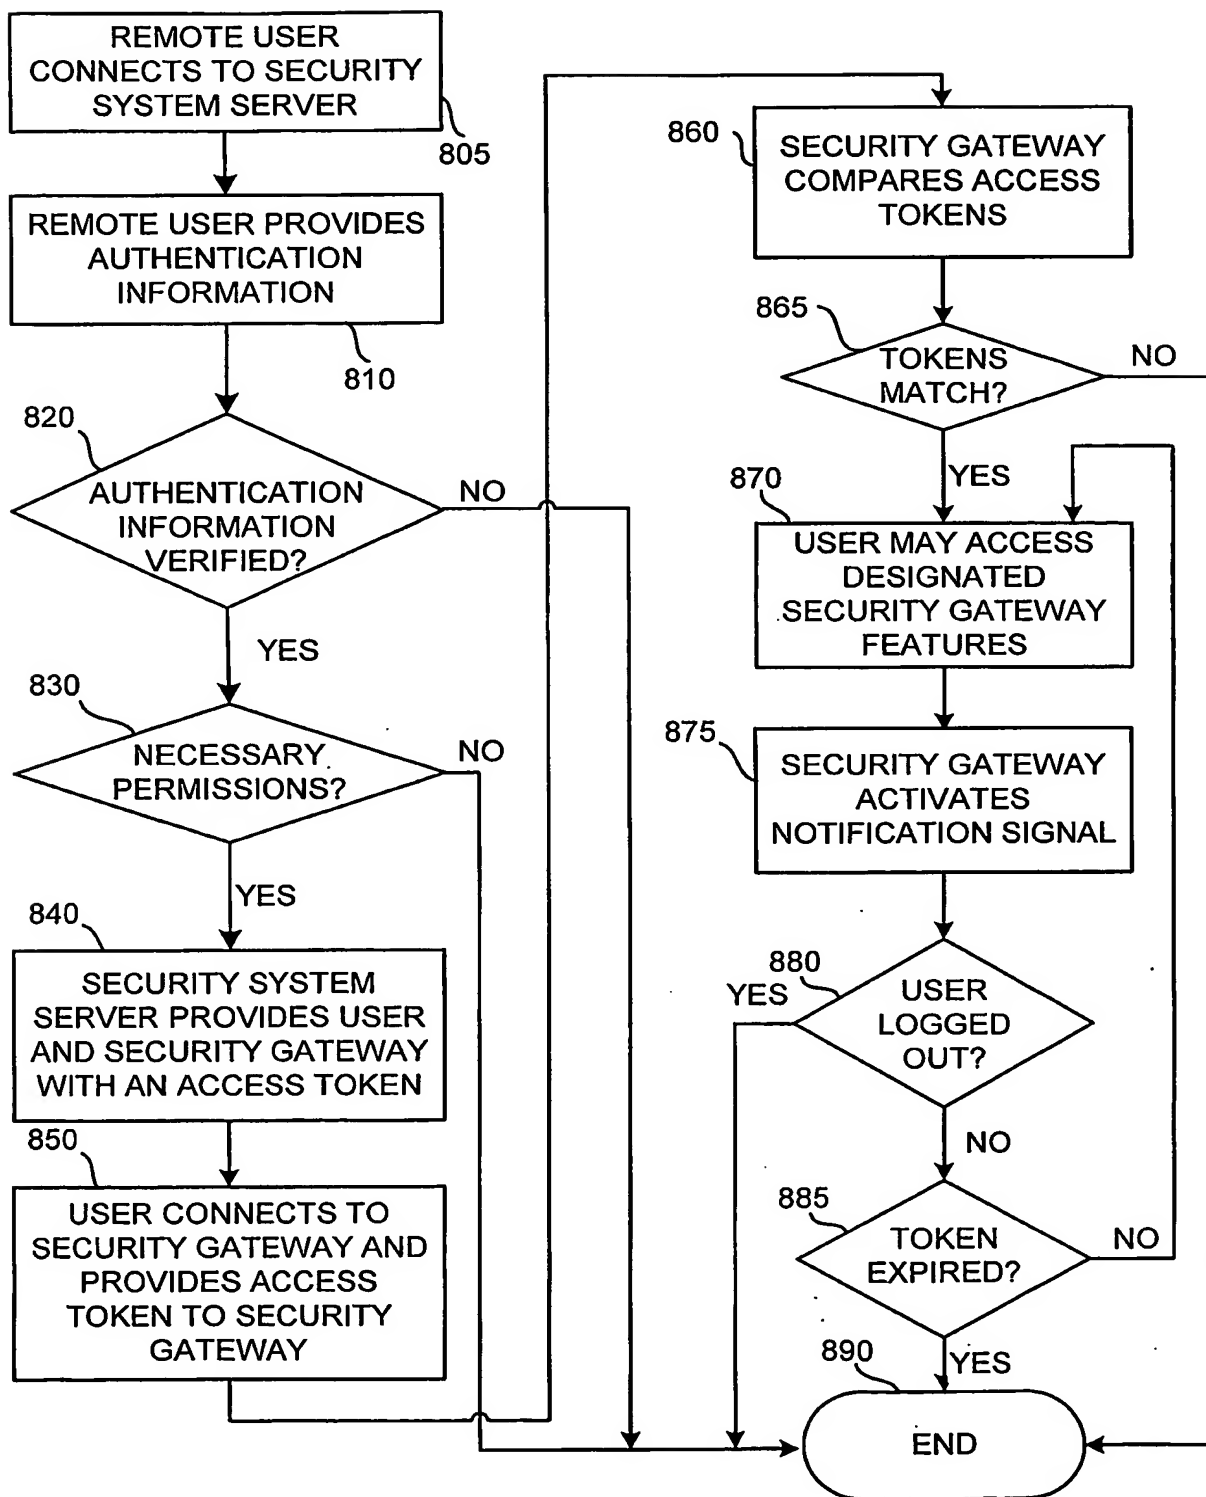 REMOTE USER
CONNECTS TO SECURITY
SYSTEM SERVER
805
REMOTE USER PROVIDES
AUTHENTICATION
INFORMATION
810
820
AUTHENTICATION
INFORMATION
VERIFIED?
NO
YES
830
NECESSARY
PERMISSIONS?
NO
YES
840
SECURITY SYSTEM
SERVER PROVIDES USER
AND SECURITY GATEWAY
WITH AN ACCESS TOKEN
850
USER CONNECTS TO
SECURITY GATEWAY AND
PROVIDES ACCESS
TOKEN TO SECURITY
GATEWAY
860
SECURITY GATEWAY
COMPARES ACCESS
TOKENS
865
TOKENS
MATCH?
NO
YES
870
USER MAY ACCESS
DESIGNATED
SECURITY GATEWAY
FEATURES
875
SECURITY GATEWAY
ACTIVATES
NOTIFICATION SIGNAL
880
YES
USER
LOGGED
OUT?
NO
885
TOKEN
EXPIRED?
NO
YES
890
END